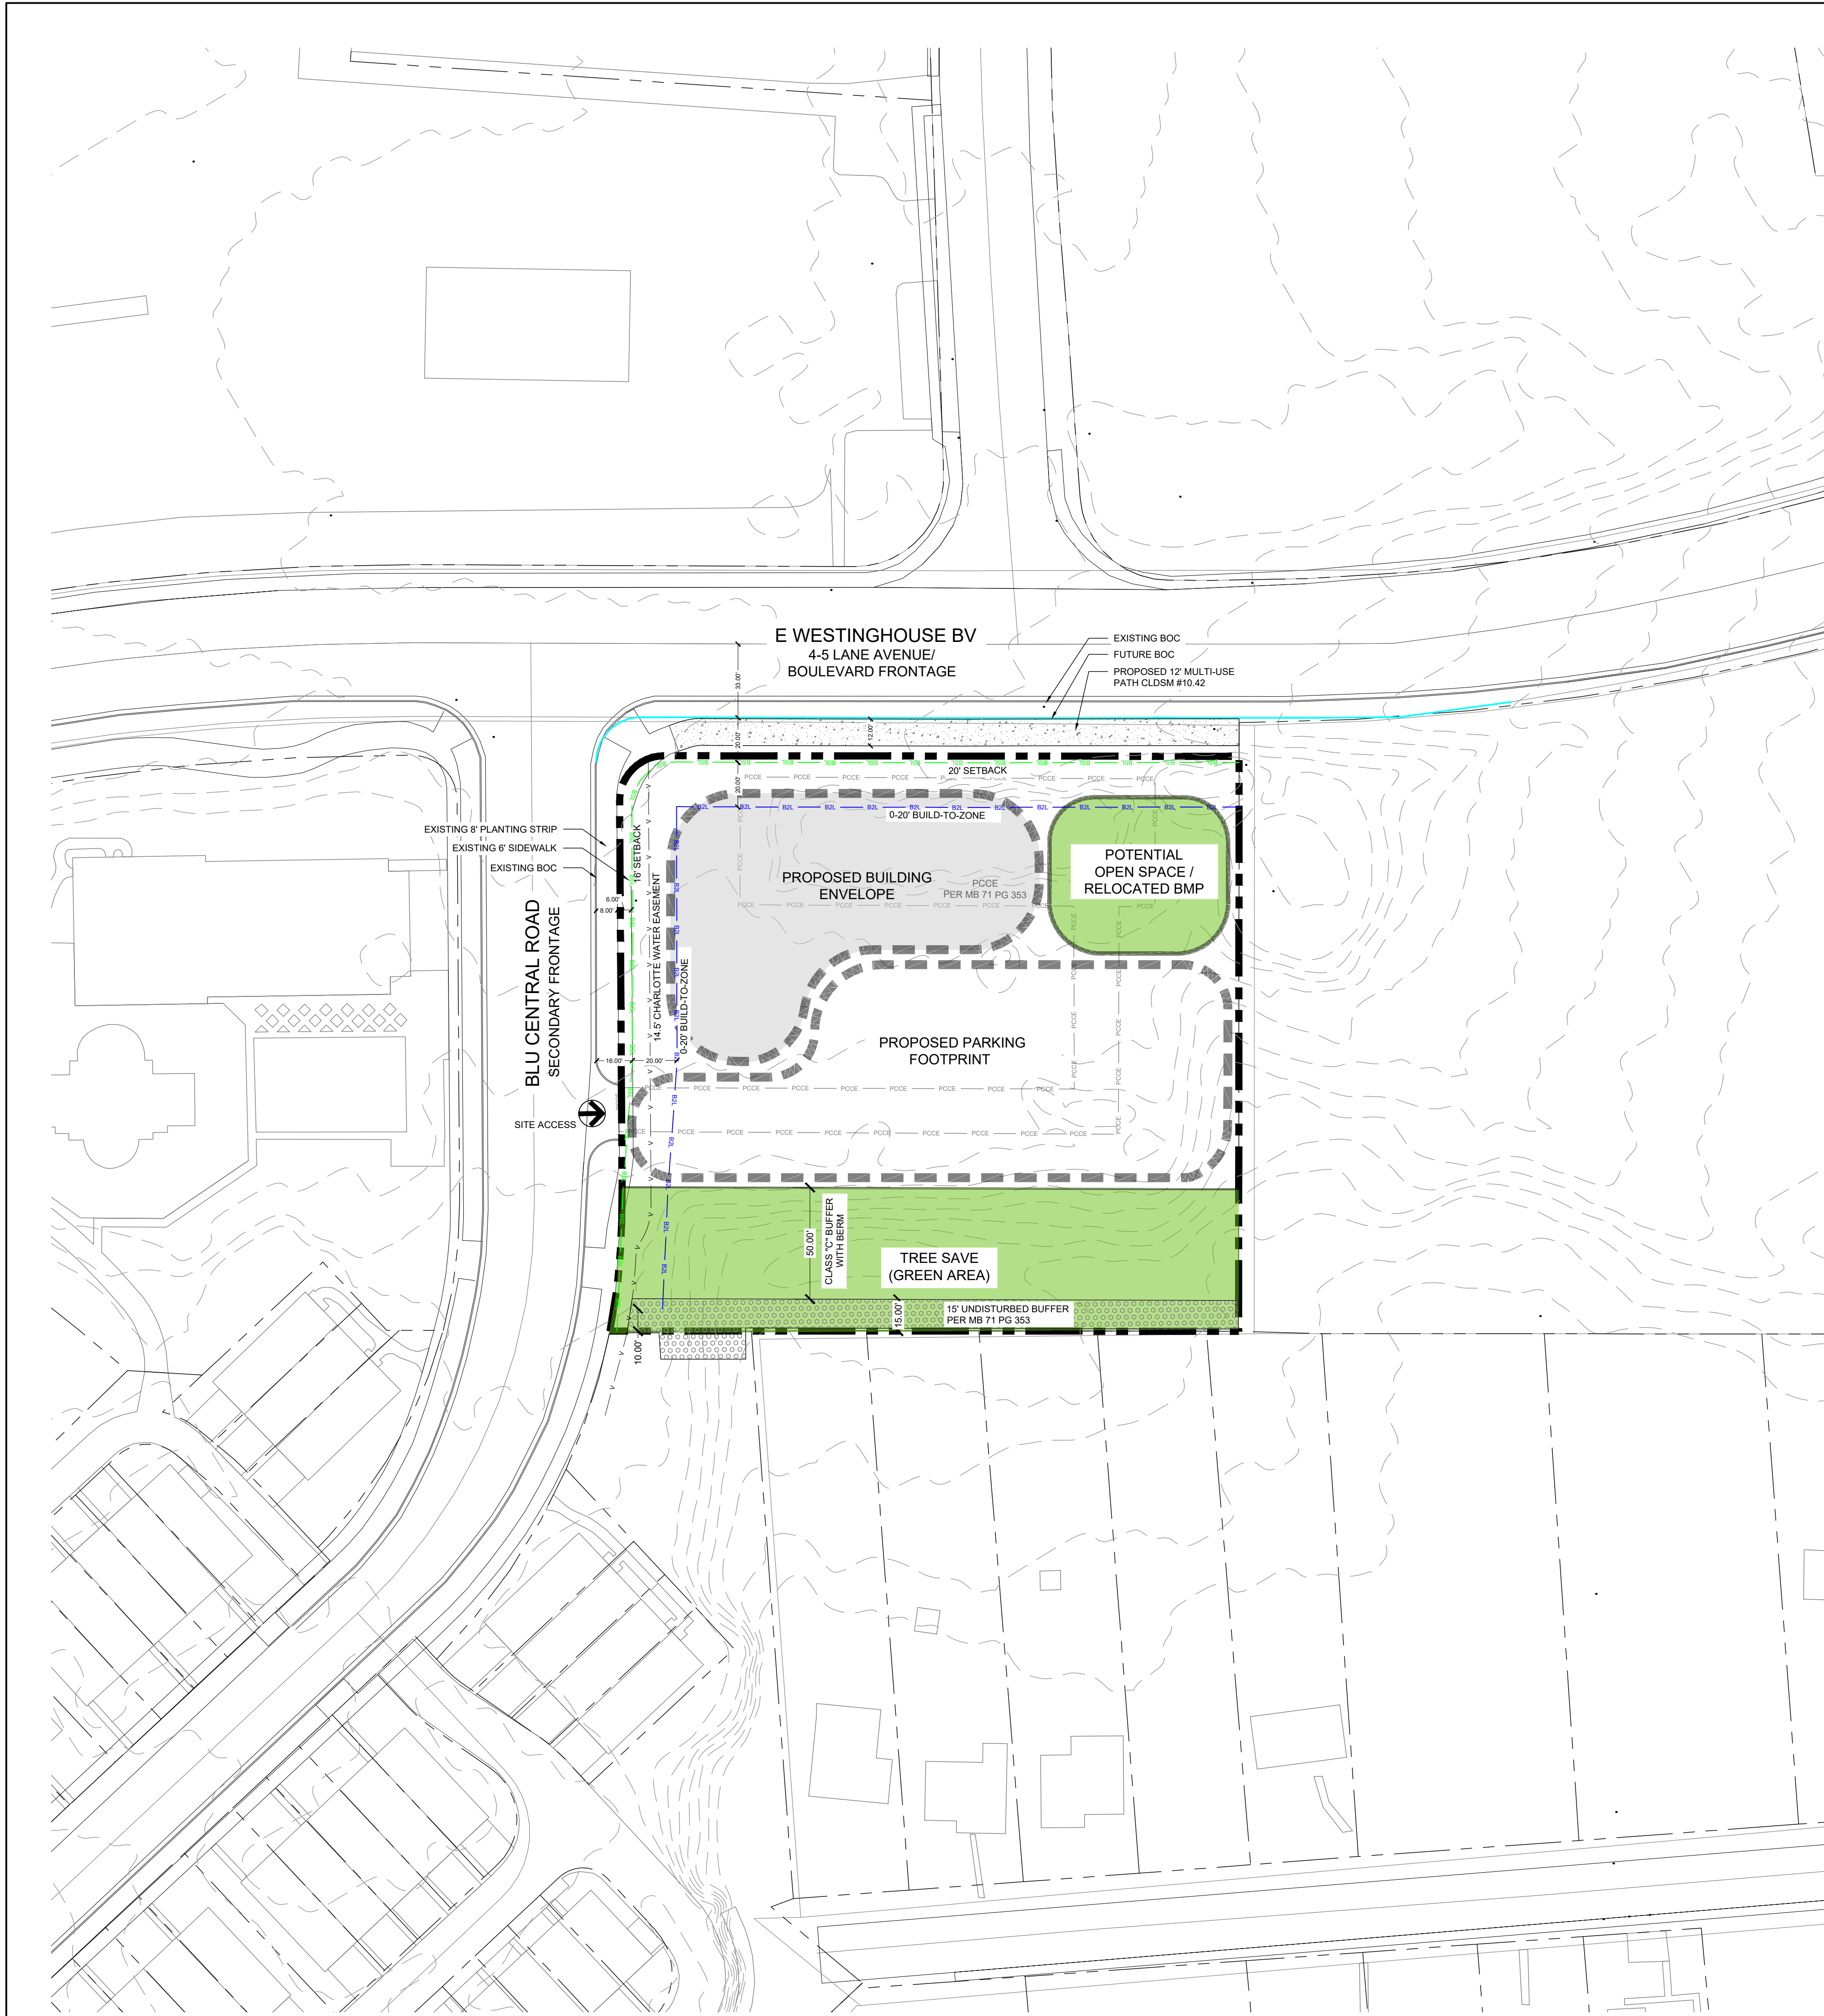 E WESTINGHOUSE BV
4-5 LANE AVENUE/
BOULEVARD FRONTAGE
EXISTING BOC
FUTURE BOC
PROPOSED 12' MULTI-USE
PATH CLDSM #10.42
33.00'
20.00'
12.00'
20.00'
20' SETBACK
0-20' BUILD-TO-ZONE
EXISTING 8' PLANTING STRIP
EXISTING 6' SIDEWALK
EXISTING BOC
6.00'
8.00'
16' SETBACK
14.5' CHARLOTTE WATER EASEMENT
0-20' BUILD-TO-ZONE
BLU CENTRAL ROAD
SECONDARY FRONTAGE
16.00'
20.00'
SITE ACCESS
PROPOSED BUILDING
ENVELOPE
PCCE
PER MB 71 PG 353
POTENTIAL
OPEN SPACE /
RELOCATED BMP
PROPOSED PARKING
FOOTPRINT
50.00'
CLASS "C" BUFFER
WITH BERM
TREE SAVE
(GREEN AREA)
15.00'
15' UNDISTURBED BUFFER
PER MB 71 PG 353
10.00'